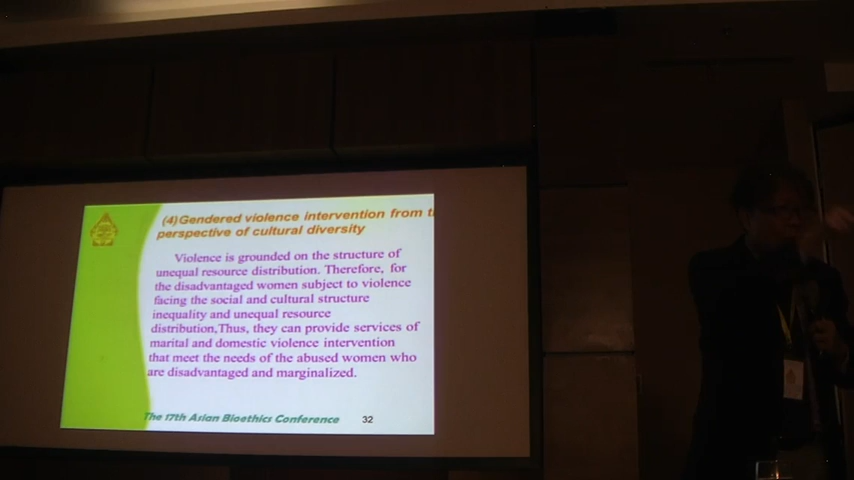 (4)Gendered violence intervention from
perspective of cultural diversity
Violence is grounded on the structure of
unequal resource distribution. Therefore, for
the disadvantaged women subject to violence
facing the social and cultural structure
inequality and unequal resource
distribution,Thus, they can provide services of
marital and domestic violence intervention
that meet the needs of the abused women who
are disadvantaged and marginalized.
The 17th Asian Bioethics Conference 32